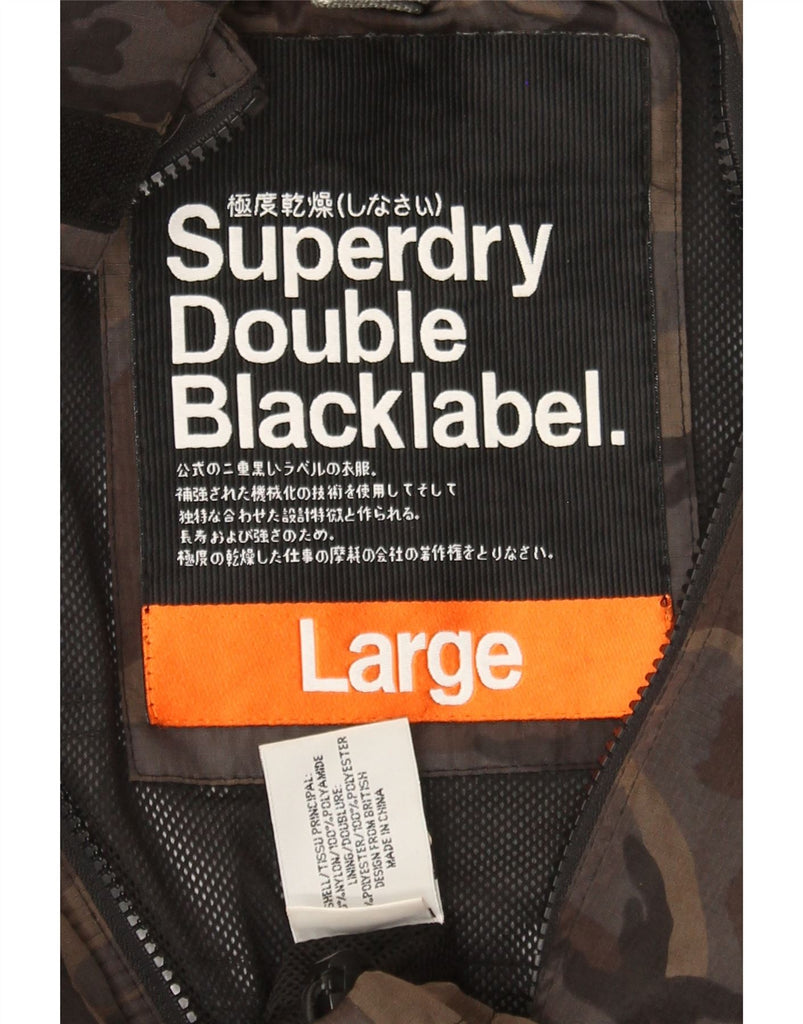 極度乾燥(しなさい)
Superdry
Double
Blacklabel.
公式の二重黒いラベルの衣服。
補強された機械化の技術を使用してそして
独特な合わせた設計特徴と作られる。
長寿および強さのため。
極度の乾燥した仕事の摩耗の会社の著作権をとりなさい。
Large
SHELL/TISSU PRINCIPAL:
%NYLON/100%POLYAMIDE
LINING/DOUBLURE:
%POLYESTER/100%POLYESTER
DESIGN FROM BRITISH
MADE IN CHINA